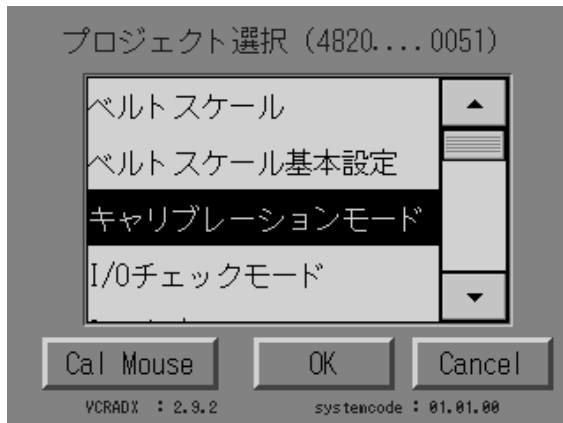 プロジェクト選択（4820....0051）
ベルトスケール
ベルトスケール基本設定
キャリブレーションモード
I/Oチェックモード
Cal Mouse
OK
Cancel
VCRADX : 2.9.2
systemcode : 01.01.00